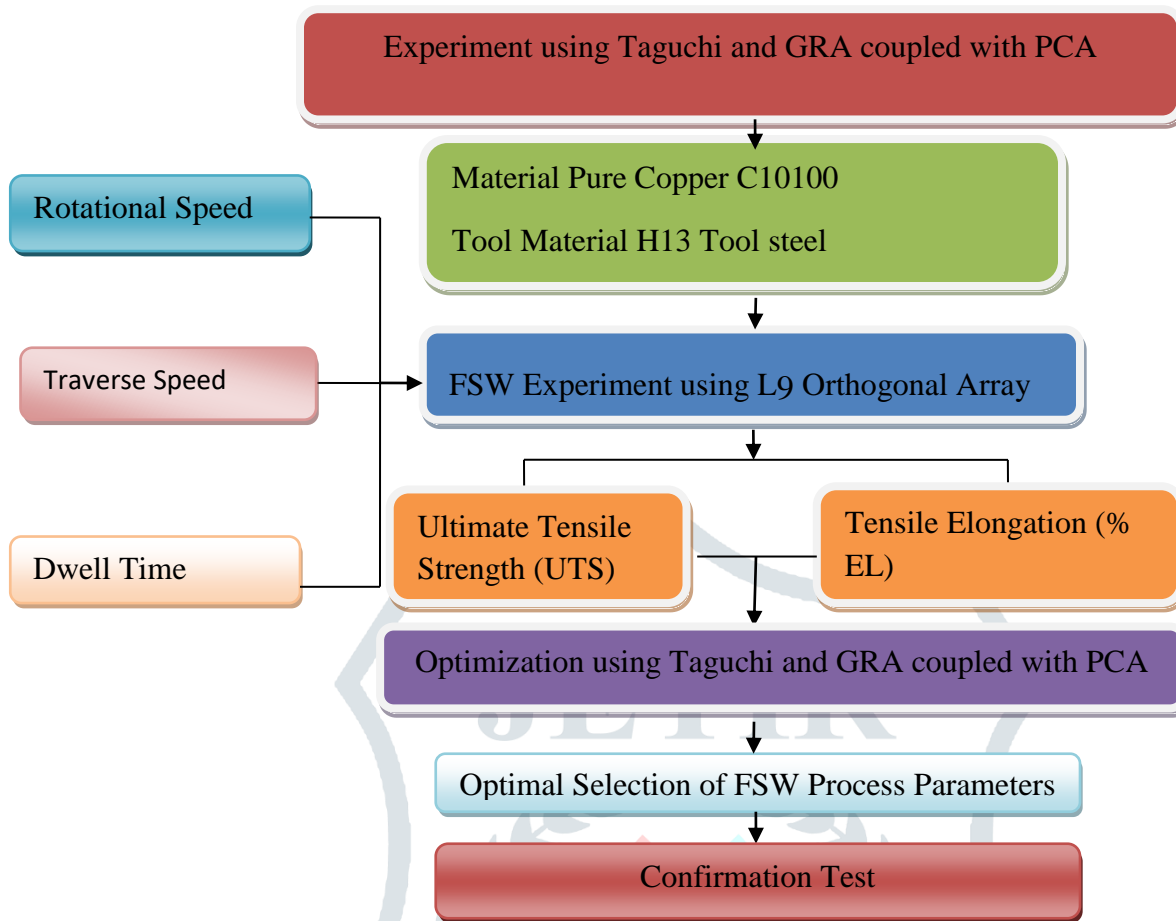 Experiment using Taguchi and GRA coupled with PCA
Material Pure Copper C10100
Tool Material H13 Tool steel
Rotational Speed
Traverse Speed
Dwell Time
FSW Experiment using L9 Orthogonal Array
Ultimate Tensile
Strength (UTS)
Tensile Elongation (%
EL)
Optimization using Taguchi and GRA coupled with PCA
JETIR
Optimal Selection of FSW Process Parameters
Confirmation Test